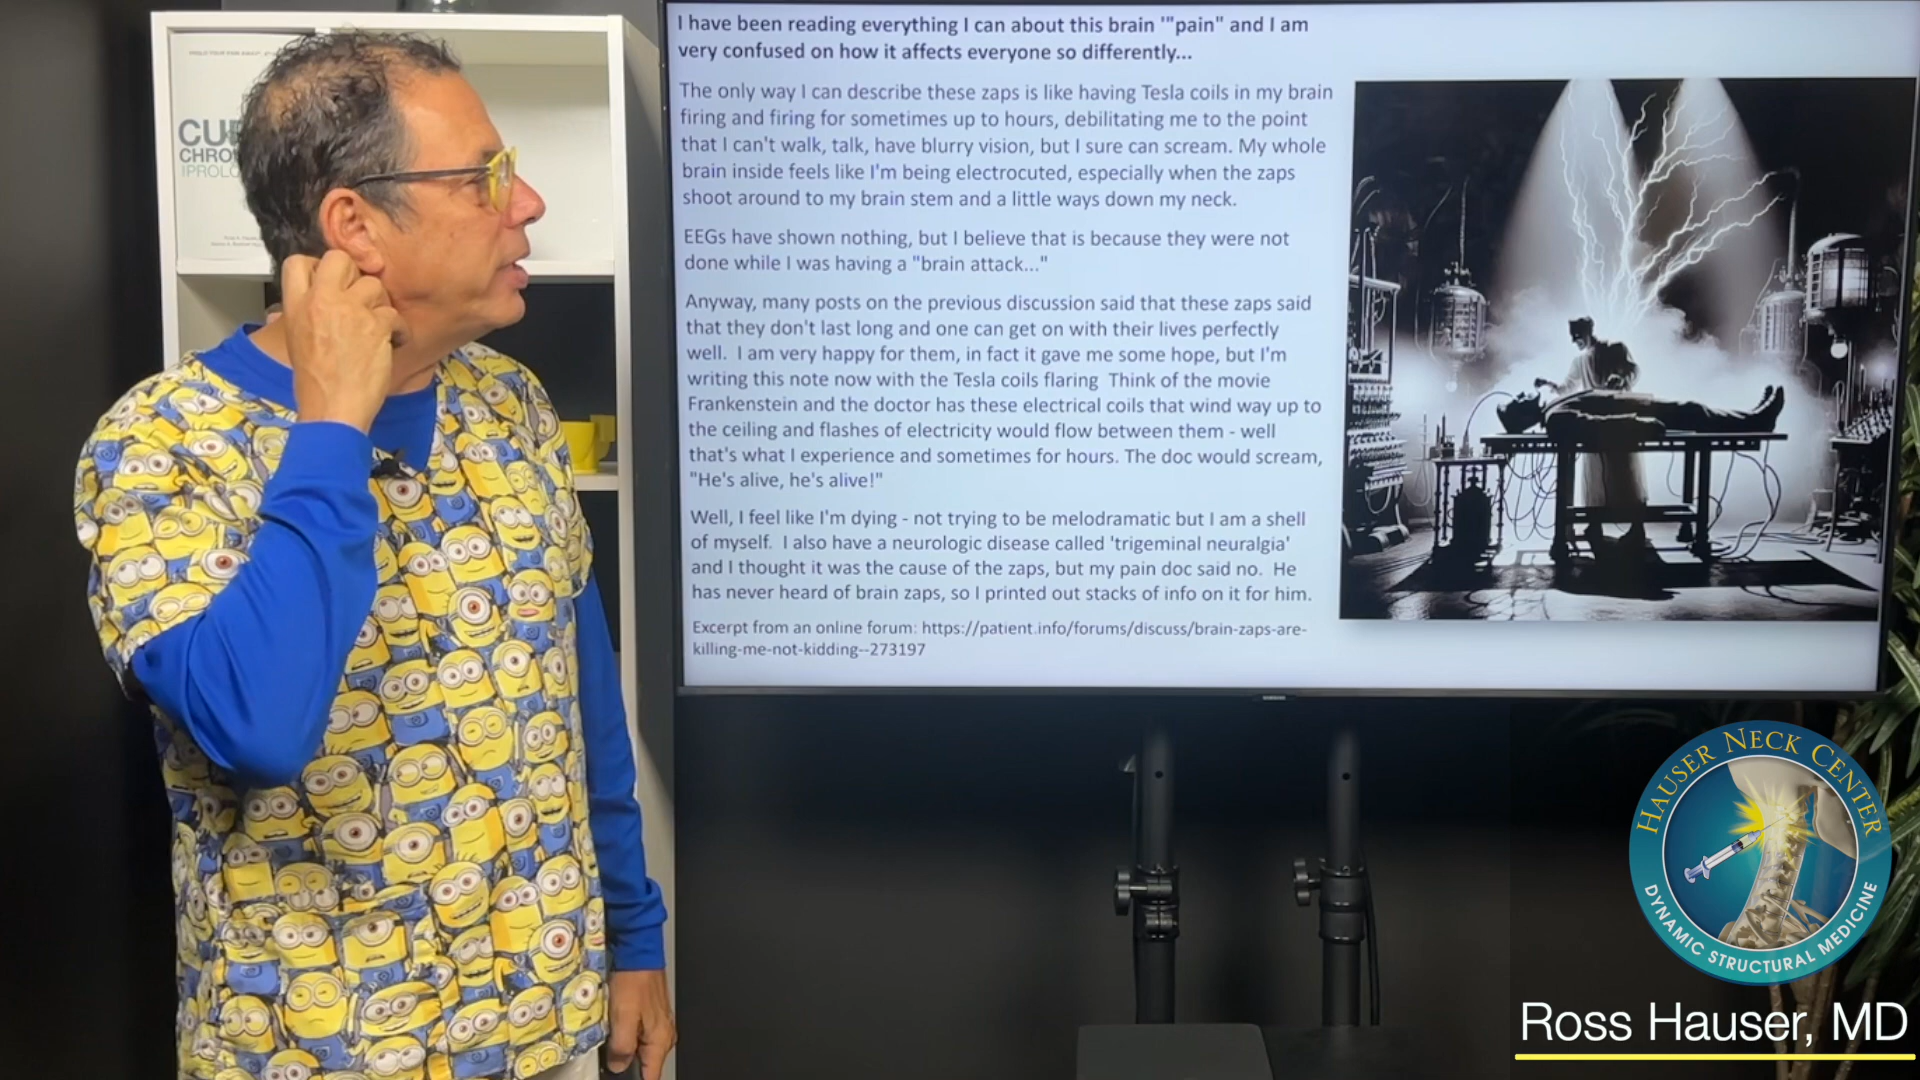 CU
CHRO
IPROLO
I have been reading everything I can about this brain '"pain" and I am
very confused on how it affects everyone so differently...
The only way I can describe these zaps is like having Tesla coils in my brain
firing and firing for sometimes up to hours, debilitating me to the point
that I can't walk, talk, have blurry vision, but I sure can scream. My whole
brain inside feels like I'm being electrocuted, especially when the zaps
shoot around to my brain stem and a little ways down my neck.
EEGs have shown nothing, but I believe that is because they were not
done while I was having a "brain attack..."
Anyway, many posts on the previous discussion said that these zaps said
that they don't last long and one can get on with their lives perfectly
well. I am very happy for them, in fact it gave me some hope, but I'm
writing this note now with the Tesla coils flaring Think of the movie
Frankenstein and the doctor has these electrical coils that wind way up to
the ceiling and flashes of electricity would flow between them - well
that's what I experience and sometimes for hours. The doc would scream,
"He's alive, he's alive!"
Well, I feel like I'm dying - not trying to be melodramatic but I am a shell
of myself. I also have a neurologic disease called 'trigeminal neuralgia'
and I thought it was the cause of the zaps, but my pain doc said no. He
has never heard of brain zaps, so I printed out stacks of info on it for him.
Excerpt from an online forum: https://patient.info/forums/discuss/brain-zaps-are-
killing-me-not-kidding--273197
HAUSER NECK CENTER
DYNAMIC STRUCTURAL MEDICINE
Ross Hauser, MD